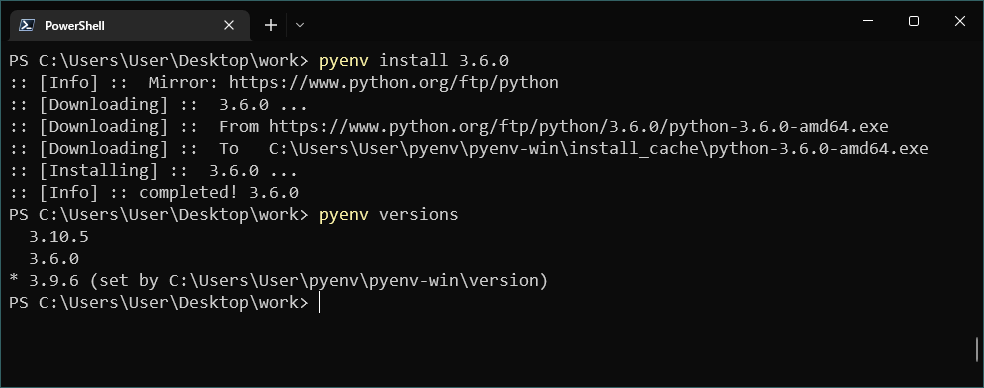 PowerShell
PS C:\Users\User\Desktop\work> pyenv install 3.6.0
:: [Info] ::  Mirror: https://www.python.org/ftp/python
:: [Downloading] ::  3.6.0 ...
:: [Downloading] ::  From https://www.python.org/ftp/python/3.6.0/python-3.6.0-amd64.exe
:: [Downloading] ::  To   C:\Users\User\pyenv\pyenv-win\install_cache\python-3.6.0-amd64.exe
:: [Installing] ::  3.6.0 ...
:: [Info] :: completed! 3.6.0
PS C:\Users\User\Desktop\work> pyenv versions
  3.10.5
  3.6.0
* 3.9.6 (set by C:\Users\User\pyenv\pyenv-win\version)
PS C:\Users\User\Desktop\work>